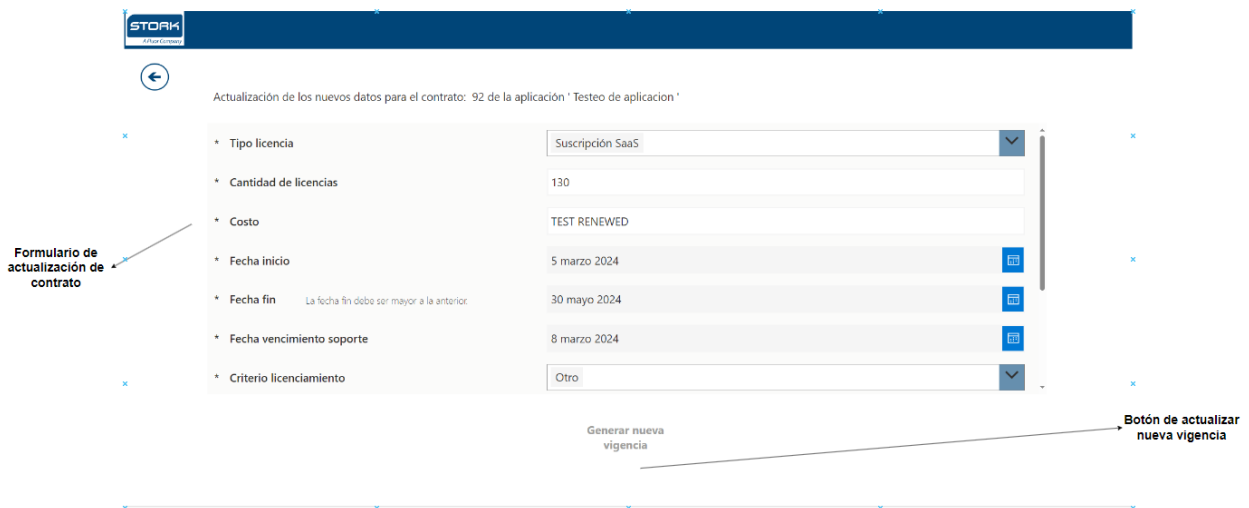 STORK
A Fluor Company
Actualización de los nuevos datos para el contrato: 92 de la aplicación ' Testeo de aplicacion '
* Tipo licencia
Suscripción SaaS
* Cantidad de licencias
130
* Costo
TEST RENEWED
* Fecha inicio
5 marzo 2024
* Fecha fin
La fecha fin debe ser mayor a la anterior.
30 mayo 2024
* Fecha vencimiento soporte
8 marzo 2024
* Criterio licenciamiento
Otro
Generar nueva
vigencia
Formulario de
actualización de
contrato
Botón de actualizar
nueva vigencia